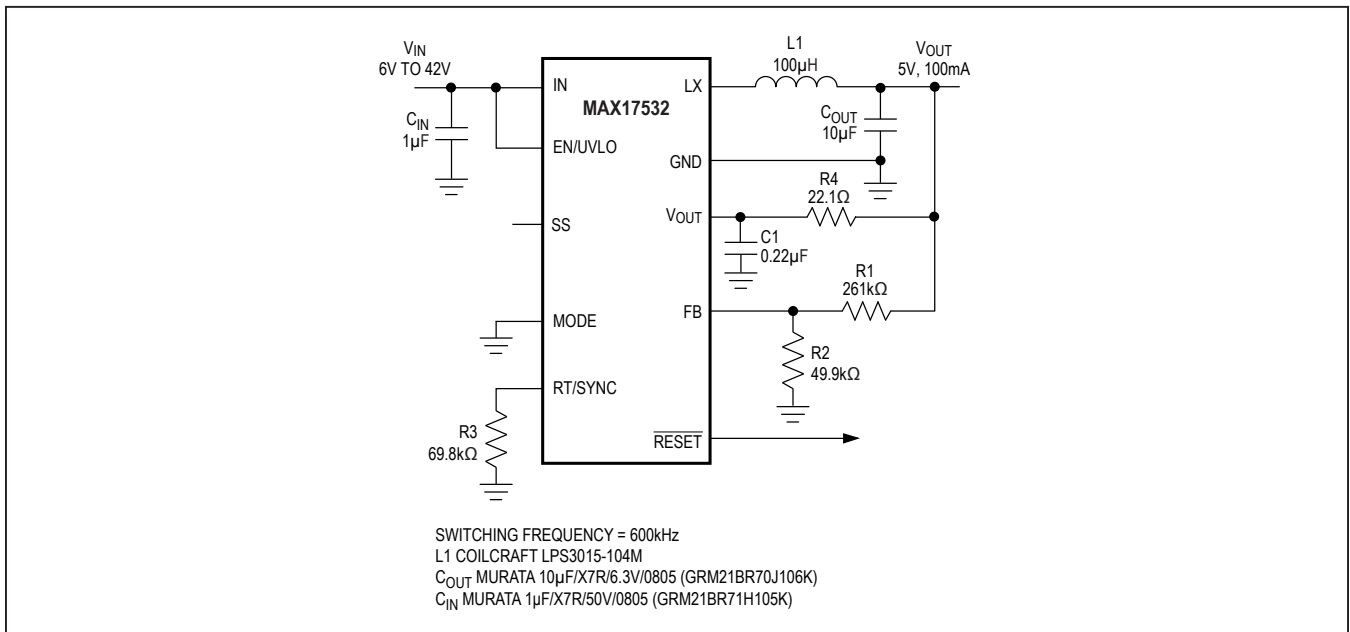 VIN
6V TO 42V
CIN
1µF
IN
EN/UVLO
SS
MODE
RT/SYNC
R3
69.8kΩ
MAX17532
LX
GND
VOUT
FB
RESET
L1
100µH
VOUT
5V, 100mA
COUT
10µF
R4
22.1Ω
C1
0.22µF
R1
261kΩ
R2
49.9kΩ
SWITCHING FREQUENCY = 600kHz
L1 COILCRAFT LPS3015-104M
COUT MURATA 10µF/X7R/6.3V/0805 (GRM21BR70J106K)
CIN MURATA 1µF/X7R/50V/0805 (GRM21BR71H105K)